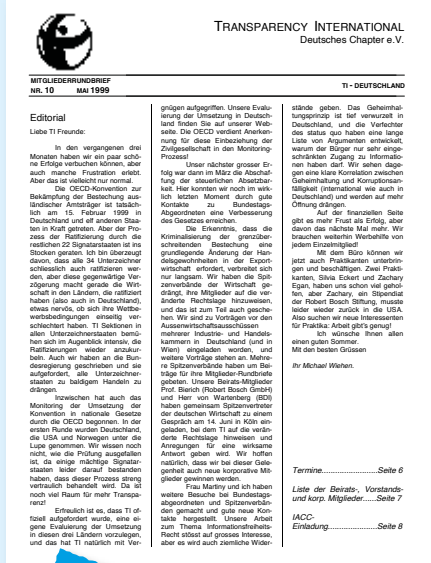 TRANSPARENCY INTERNATIONAL
Deutsches Chapter e.V.
MITGLIEDERRUNDBRIEF
NR. 10 MAI 1999
TI - DEUTSCHLAND
Editorial
Liebe TI Freunde:
In den vergangenen drei
Monaten haben wir ein paar schö-
ne Erfolge verbuchen können, aber
auch manche Frustration erlebt.
Aber das ist vielleicht nur normal.
Die OECD-Konvention zur
Bekämpfung der Bestechung aus-
ländischer Amtsträger ist tatsäch-
lich am 15. Februar 1999 in
Deutschland und elf anderen Staa-
ten in Kraft getreten. Aber der Pro-
zess der Ratifizierung durch die
restlichen 22 Signatarstaaten ist ins
Stocken geraten. Ich bin überzeugt
davon, dass alle 34 Unterzeichner
schliesslich auch ratifizieren wer-
den, aber diese gegenwärtige Ver-
zögerung macht gerade die Wirt-
schaft in den Ländern, die ratifiziert
haben (also auch in Deutschland),
etwas nervös, ob sich ihre Wettbe-
werbsbedingungen einseitig ver-
schlechtert haben. TI Sektionen in
allen Unterzeichnerstaaten bemü-
hen sich im Augenblick intensiv, die
Ratifizierungen wieder anzukur-
beln. Auch wir haben an die Bun-
desregierung geschrieben und sie
aufgefordert, alle Unterzeichner-
staaten zu baldigem Handeln zu
drängen.
Inzwischen hat auch das
Monitoring der Umsetzung der
Konvention in nationale Gesetze
durch die OECD begonnen. In der
ersten Runde wurden Deutschland,
die USA und Norwegen unter die
Lupe genommen. Wir wissen noch
nicht, wie die Prüfung ausgefallen
ist, da einige mächtige Signatar-
staaten leider darauf bestanden
haben, dass dieser Prozess streng
vertraulich behandelt wird. Da ist
noch viel Raum für mehr Transpa-
renz!
Erfreulich ist es, dass TI of-
fiziell aufgefordert wurde, eine ei-
gene Evaluierung der Umsetzung
in diesen drei Ländern vorzulegen,
und das hat TI natürlich mit Ver-
gnügen aufgegriffen. Unsere Evalu-
ierung der Umsetzung in Deutsch-
land finden Sie auf unserer Web-
seite. Die OECD verdient Anerken-
nung für diese Einbeziehung der
Zivilgesellschaft in den Monitoring-
Prozess!
Unser nächster grosser Er-
folg war dann im März die Abschaf-
fung der steuerlichen Absetzbar-
keit. Hier konnten wir noch im wirk-
lich letzten Moment durch gute
Kontakte zu Bundestags-
Abgeordneten eine Verbesserung
des Gesetzes erreichen.
Die Erkenntnis, dass die
Kriminalisierung der grenzüber-
schreitenden Bestechung eine
grundlegende Änderung der Han-
delsgewohnheiten in der Export-
wirtschaft erfordert, verbreitet sich
nur langsam. Wir haben die Spit-
zenverbände der Wirtschaft ge-
drängt, ihre Mitglieder auf die ver-
änderte Rechtslage hinzuweisen,
und das ist zum Teil auch gesche-
hen. Wir sind zu Vorträgen vor den
Aussenwirtschaftsausschüssen
mehrerer Industrie- und Handels-
kammern in Deutschland (und in
Wien) eingeladen worden, und
weitere Vorträge stehen an. Mehre-
re Spitzenverbände haben um Bei-
träge für ihre Mitglieder-Rundbriefe
gebeten. Unsere Beirats-Mitglieder
Prof. Bierich (Robert Bosch GmbH)
und Herr von Wartenberg (BDI)
haben gemeinsam Spitzenvertreter
der deutschen Wirtschaft zu einem
Gespräch am 14. Juni in Köln ein-
geladen, bei dem TI auf die verän-
derte Rechtslage hinweisen und
Anregungen für eine wirksame
Antwort geben wird. Wir hoffen
natürlich, dass wir bei dieser Gele-
genheit auch neue korporative Mit-
glieder gewinnen werden.
Frau Martiny und ich haben
weitere Besuche bei Bundestags-
abgeordneten und Spitzenverbän-
den gemacht und gute neue Kon-
takte hergestellt. Unsere Arbeit
zum Thema Informationsfreiheits-
Recht stösst auf grosses Interesse,
aber es wird auch ziemliche Wider-
stände geben. Das Geheimhal-
tungsprinzip ist tief verwurzelt in
Deutschland, und die Verfechter
des status quo haben eine lange
Liste von Argumenten entwickelt,
warum der Bürger nur sehr einge-
schränkten Zugang zu Informatio-
nen haben darf. Wir sehen dage-
gen eine klare Korrelation zwischen
Geheimhaltung und Korruptionsan-
fälligkeit (international wie auch in
Deutschland) und werden auf mehr
Öffnung drängen.
Auf der finanziellen Seite
gibt es mehr Frust als Erfolg, aber
davon das nächste Mal mehr. Wir
brauchen weiterhin Werbehilfe von
jedem Einzelmitglied!
Mit dem Büro können wir
jetzt auch Praktikanten unterbrin-
gen und beschäftigen. Zwei Prakti-
kanten, Silvia Eckert und Zachary
Egan, haben uns schon viel gehol-
fen, aber Zachary, ein Stipendiat
der Robert Bosch Stiftung, musste
leider wieder zurück in die USA.
Also suchen wir neue Interessenten
für Praktika: Arbeit gibt's genug!
Ich wünsche Ihnen allen
einen guten Sommer.
Mit den besten Grüssen
Ihr Michael Wiehen.
Termine.....................Seite 6
Liste der Beirats-, Vorstands-
und korp. Mitglieder......Seite 7
IACC-
Einladung..................Seite 8